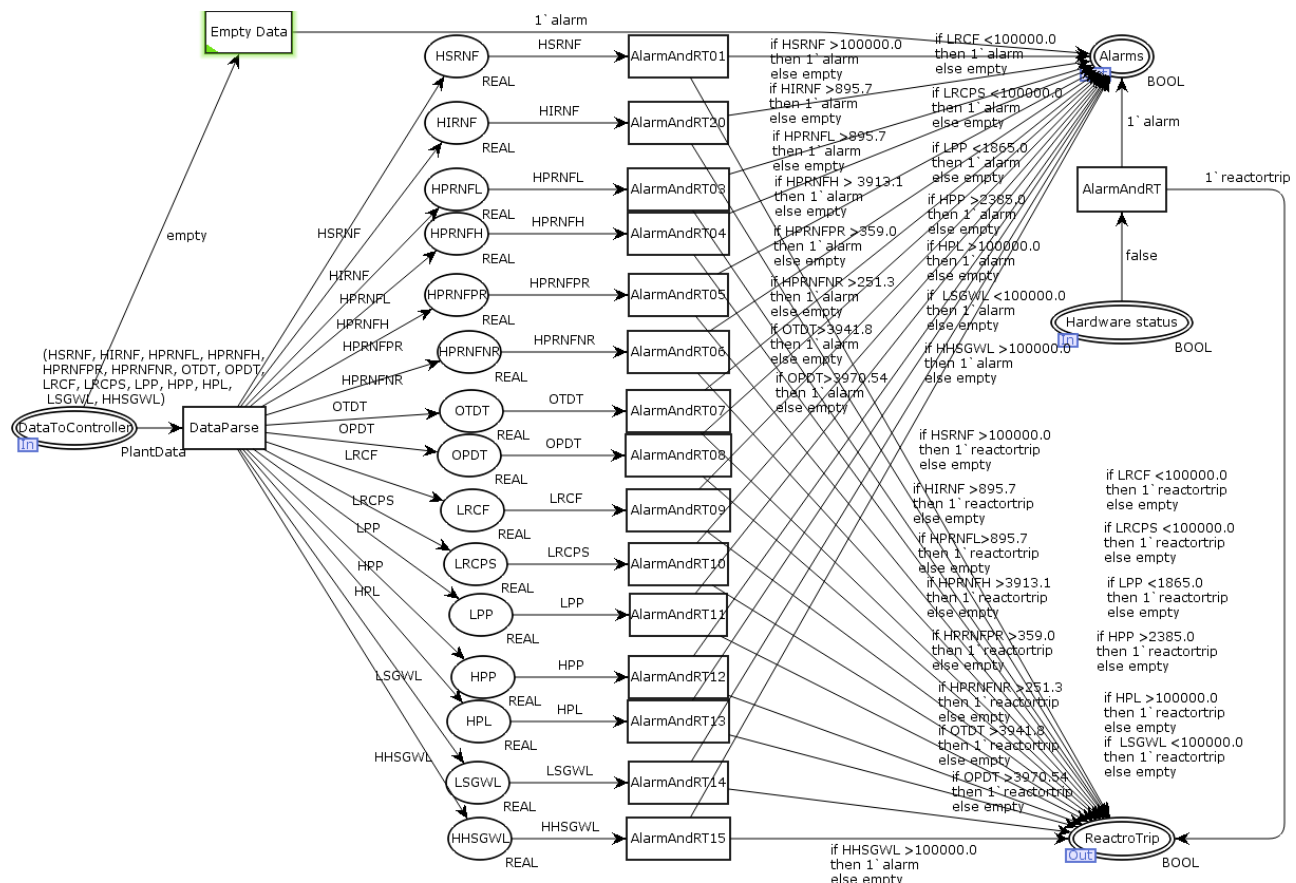 Empty Data
1`alarm
HSRNF
REAL
HSRNF
AlarmAndRT01
if HSRNF >100000.0
then 1`alarm
else empty
if LRCF <100000.0
then 1`alarm
else empty
Alarms
BOOL
HIRNF
REAL
HIRNF
AlarmAndRT20
if HIRNF >895.7
then 1`alarm
else empty
if LRCPS <100000.0
then 1`alarm
else empty
1`alarm
HPRNFL
REAL
HPRNFL
AlarmAndRT03
if HPRNFL >895.7
then 1`alarm
else empty
if LPP <1865.0
then 1`alarm
else empty
AlarmAndRT
1`reactortrip
HPRNFH
REAL
HPRNFH
AlarmAndRT04
if HPRNFH > 3913.1
then 1`alarm
else empty
if HPP >2385.0
then 1`alarm
else empty
empty
HSRNF
HPRNFPR
REAL
HPRNFPR
AlarmAndRT05
if HPRNFPR >359.0
then 1`alarm
else empty
if HPL >100000.0
then 1`alarm
else empty
false
HIRNF
HPRNFL
HPRNFH
HPRNFPR
HPRNFNR
HPRNFNR
REAL
HPRNFNR
AlarmAndRT06
if HPRNFNR >251.3
then 1`alarm
else empty
if LSGWL <100000.0
then 1`alarm
else empty
Hardware status
In
BOOL
if OTDT>3941.8
then 1`alarm
else empty
if HHSGWL >100000.0
then 1`alarm
else empty
if OPDT>3970.54
then 1`alarm
else empty
(HSRNF, HIRNF, HPRNFL, HPRNFH,
HPRNFPR, HPRNFNR, OTDT, OPDT,
LRCF, LRCPS, LPP, HPP, HPL,
LSGWL, HHSGWL)
DataToController
In
PlantData
DataParse
OTDT
OTDT
REAL
OTDT
AlarmAndRT07
OPDT
OPDT
REAL
OPDT
AlarmAndRT08
LRCF
LRCF
REAL
LRCF
AlarmAndRT09
LRCPS
LRCPS
REAL
LRCPS
AlarmAndRT10
LPP
LPP
REAL
LPP
AlarmAndRT11
HPP
HPP
REAL
HPP
AlarmAndRT12
HPL
HPL
REAL
HPL
AlarmAndRT13
LSGWL
LSGWL
REAL
LSGWL
AlarmAndRT14
HHSGWL
HHSGWL
REAL
HHSGWL
AlarmAndRT15
if HSRNF >100000.0
then 1`reactortrip
else empty
if HIRNF >895.7
then 1`reactortrip
else empty
if HPRNFL>895.7
then 1`reactortrip
else empty
if HPRNFH >3913.1
then 1`reactortrip
else empty
if HPRNFPR >359.0
then 1`reactortrip
else empty
if HPRNFNR >251.3
then 1`reactortrip
else empty
if OTDT >3941.8
then 1`reactortrip
else empty
if OPDT >3970.54
then 1`reactortrip
else empty
if LRCF <100000.0
then 1`reactortrip
else empty
if LRCPS <100000.0
then 1`reactortrip
else empty
if LPP <1865.0
then 1`reactortrip
else empty
if HPP >2385.0
then 1`reactortrip
else empty
if HPL >100000.0
then 1`reactortrip
else empty
if LSGWL <100000.0
then 1`reactortrip
else empty
ReactroTrip
Out
BOOL
if HHSGWL >100000.0
then 1`alarm
else empty